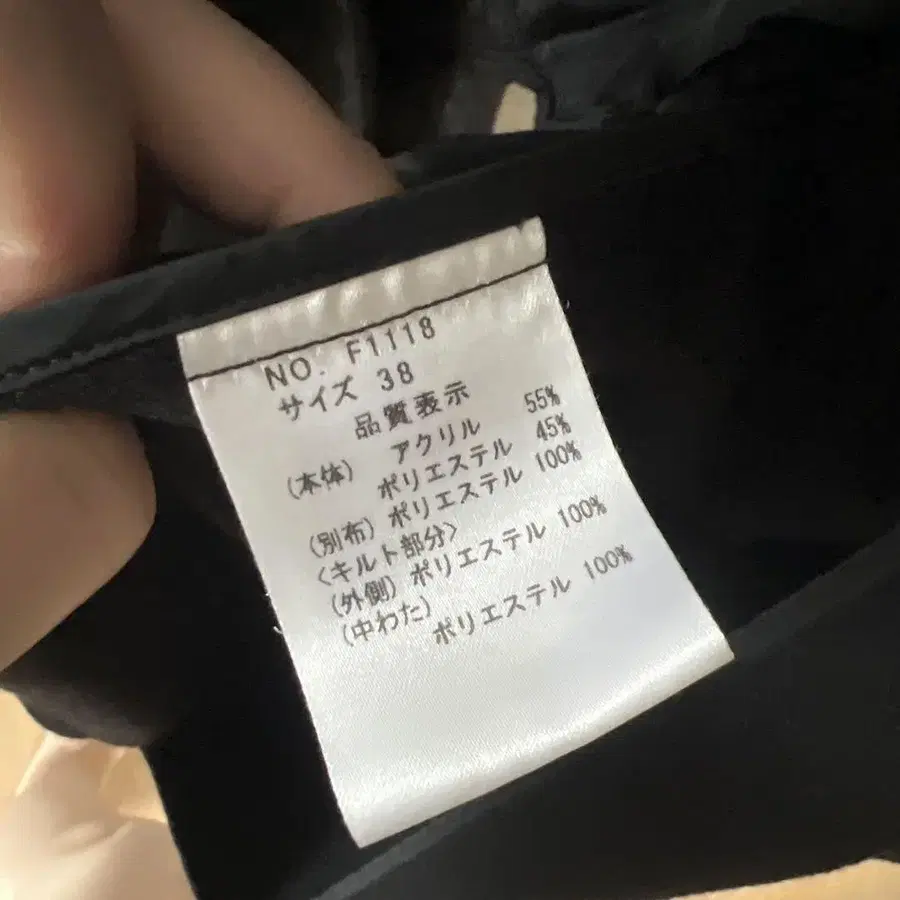 NO. F1118
サイズ 38
品質表示
(本体) アクリル 55%
ポリエステル 45%
(別布) ポリエステル 100%
<キルト部分>
(外側) ポリエステル 100%
(中わた)
ポリエステル 100%